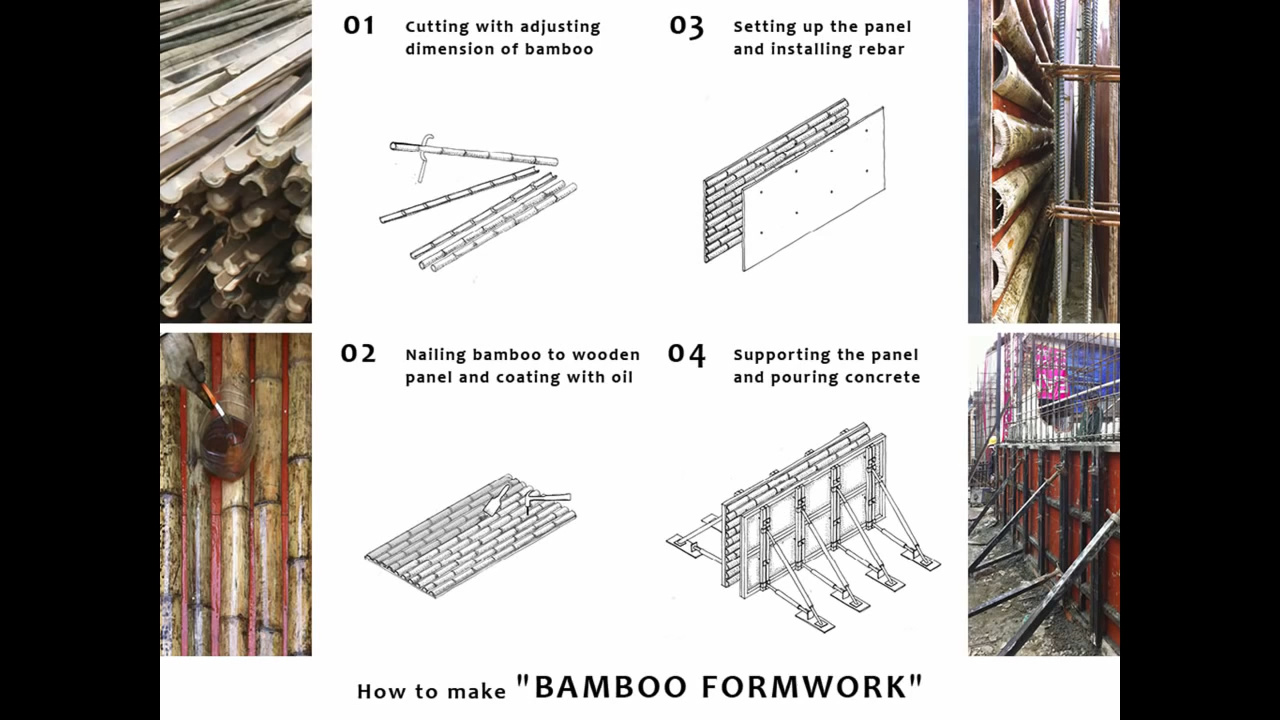 01 Cutting with adjusting
dimension of bamboo
02 Nailing bamboo to wooden
panel and coating with oil
03 Setting up the panel
and installing rebar
04 Supporting the panel
and pouring concrete
How to make "BAMBOO FORMWORK"